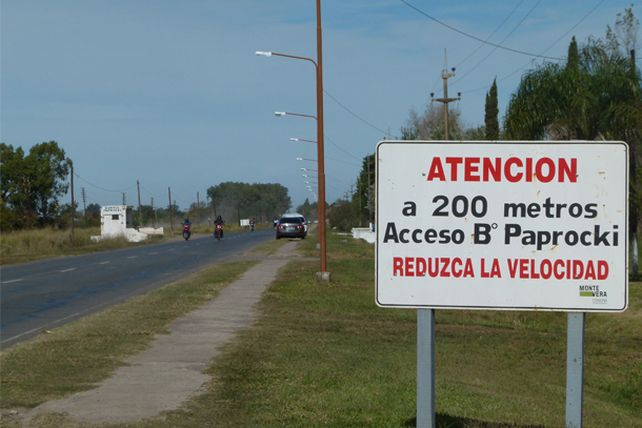 ATENCION
a 200 metros
Acceso B° Paprocki
REDUZCA LA VELOCIDAD
MONTE
VERA